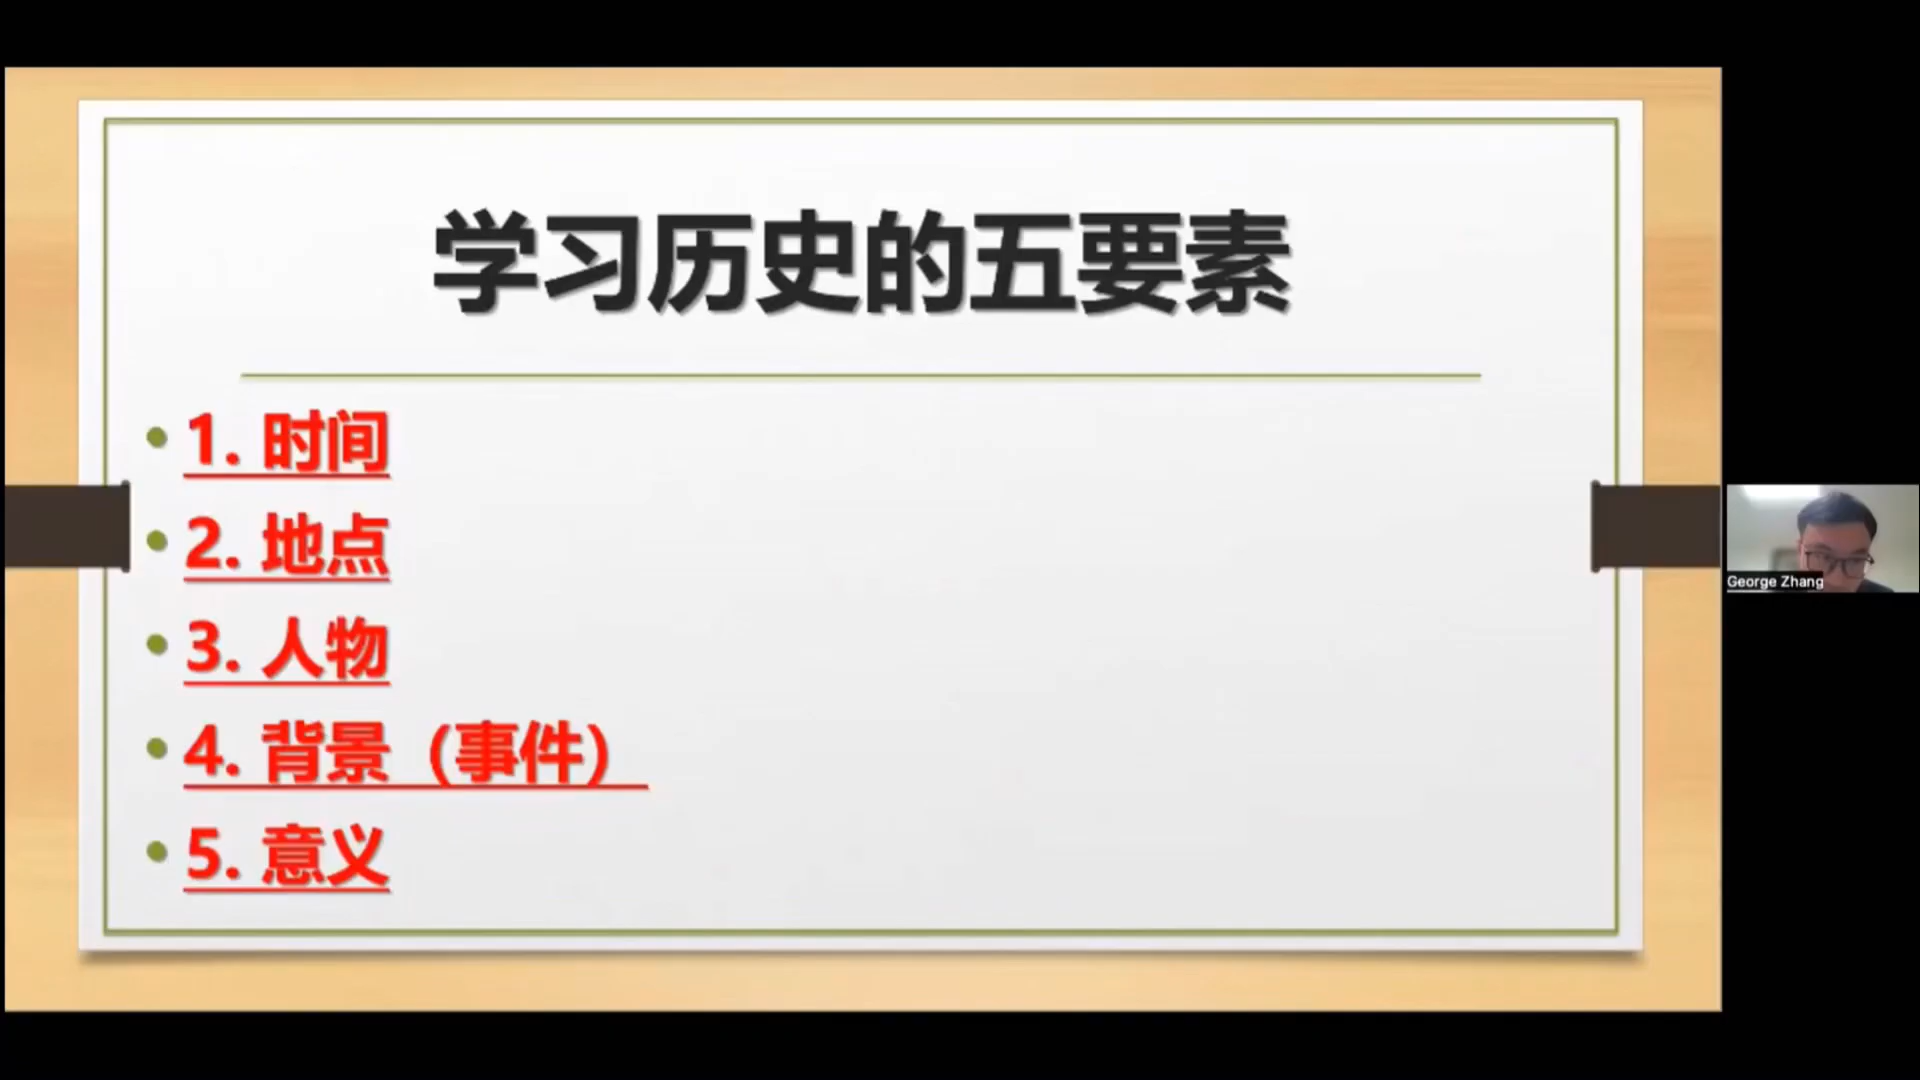 学习历史的五要素
1. 时间
2. 地点
3. 人物
4. 背景（事件）
5. 意义
George Zhang